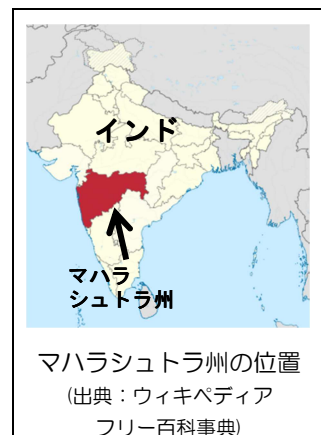 インド
マハラ
シュトラ州
マハラシュトラ州の位置
(出典：ウィキペディア
フリー百科事典)